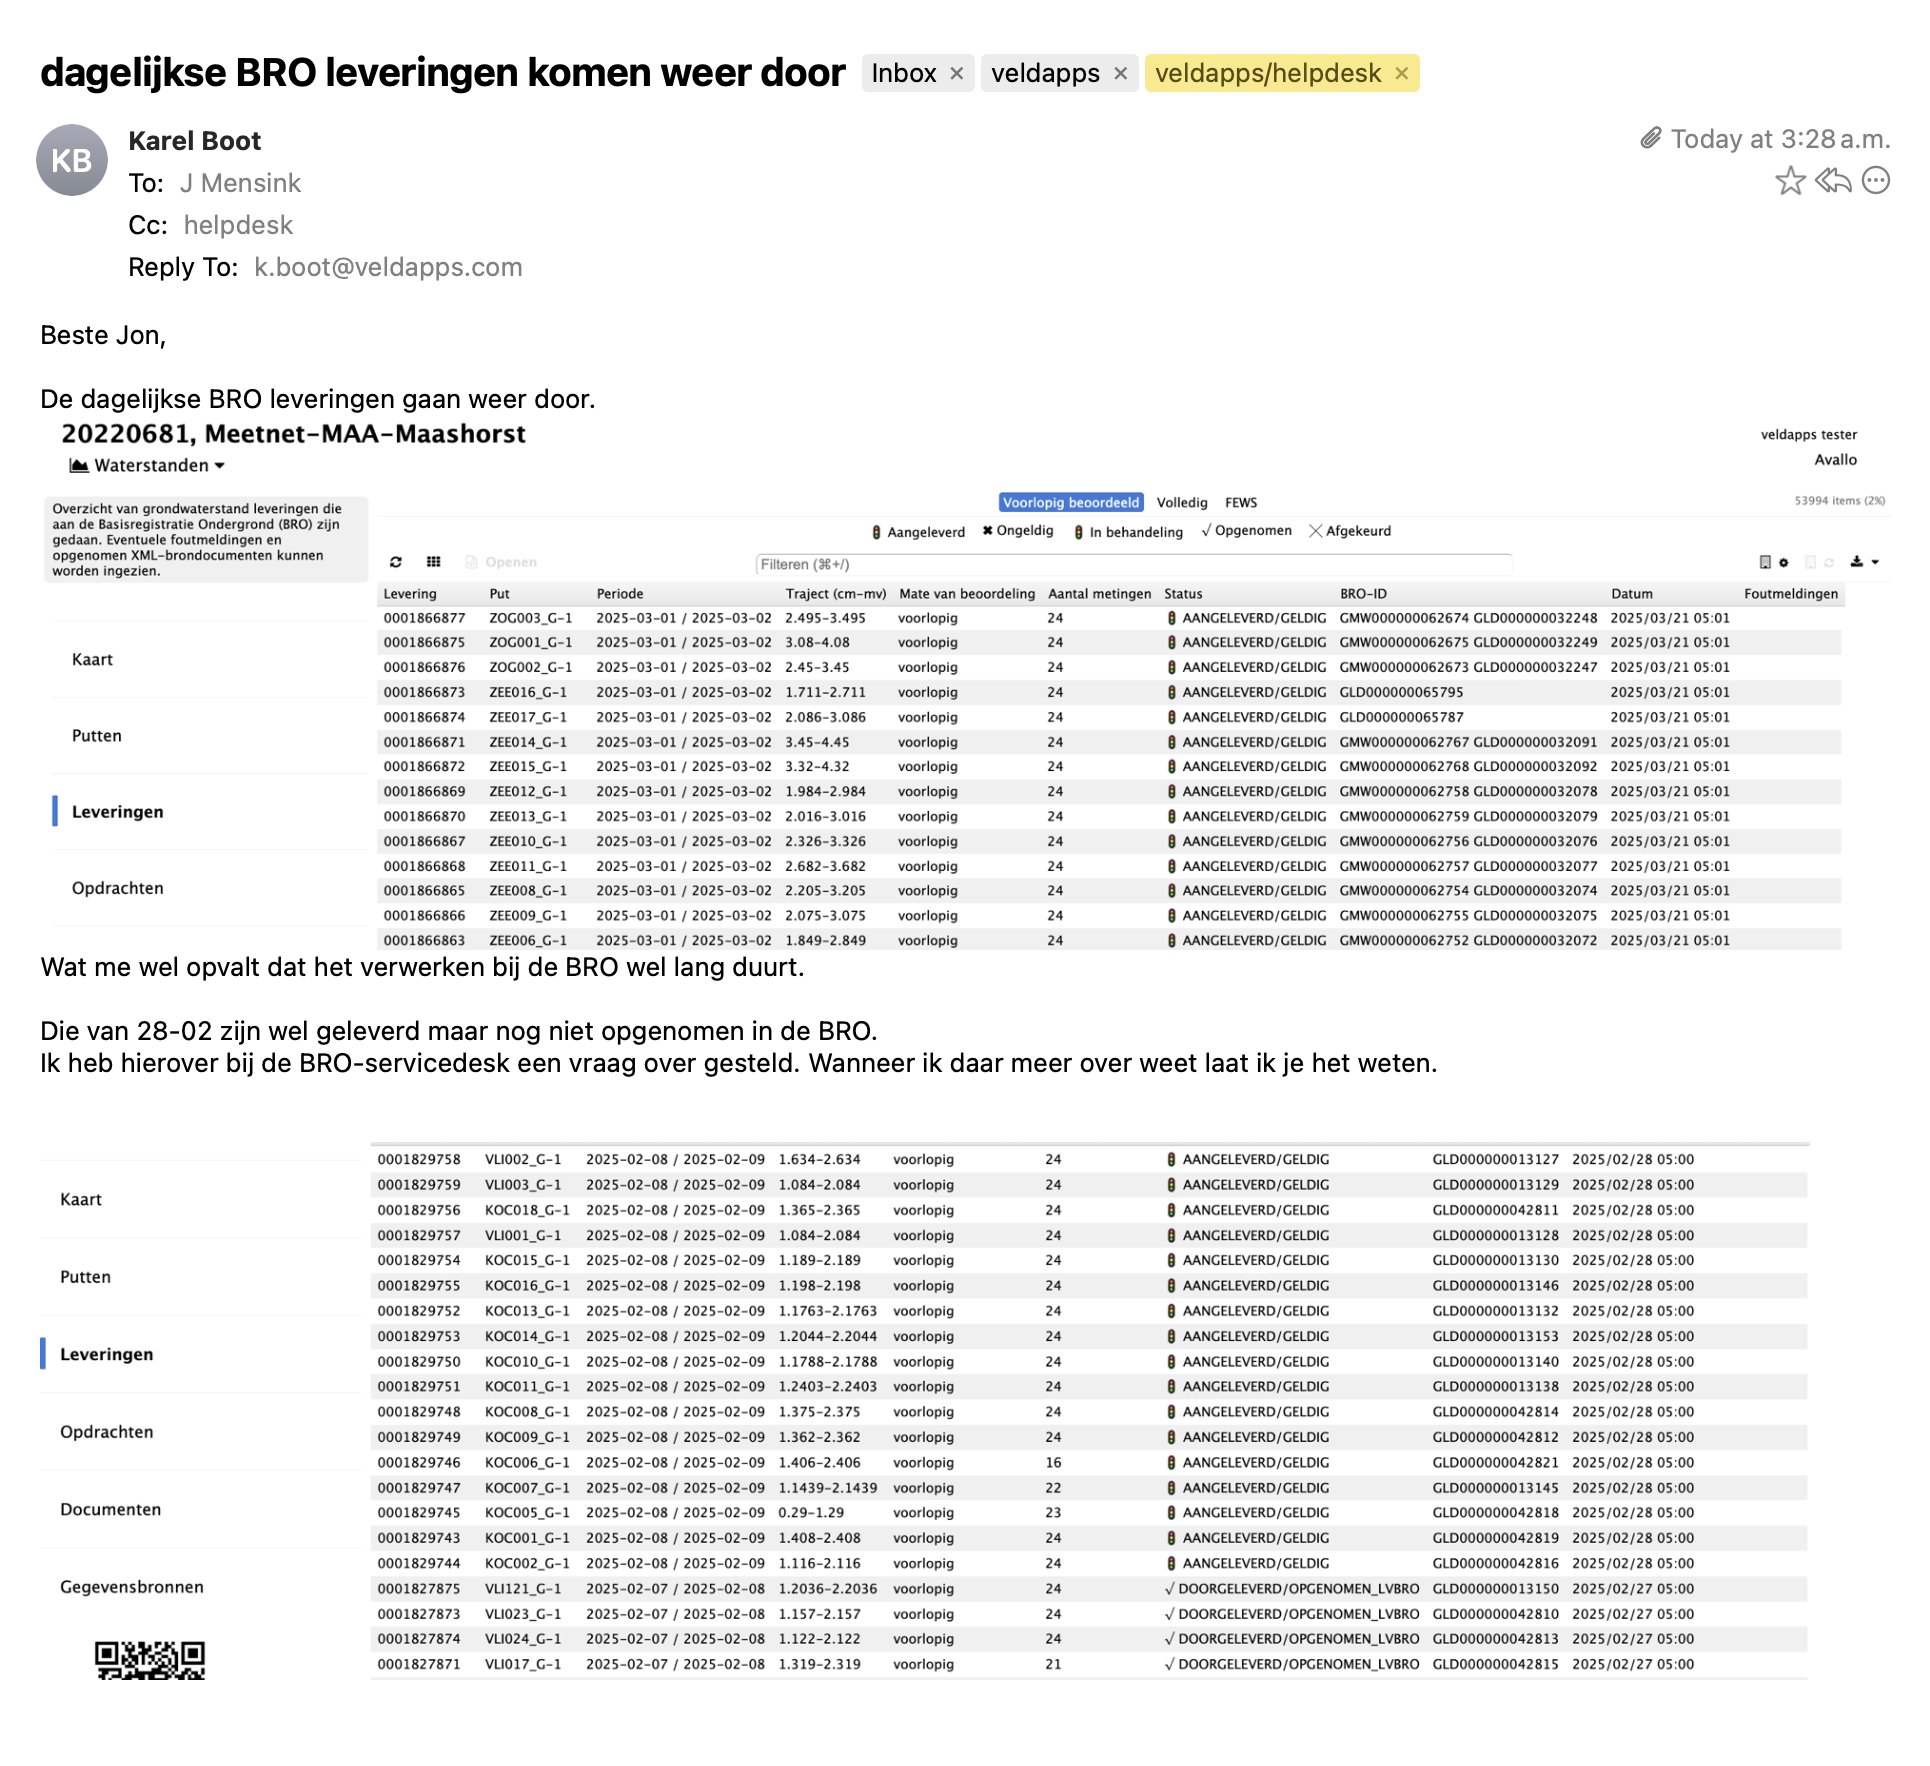 dagelijkse BRO leveringen komen weer door Inbox × veldapps × veldapps/helpdesk ×
KB
Karel Boot
Today at 3:28 a.m.
To: J Mensink
Cc: helpdesk
Reply To: k.boot@veldapps.com
Beste Jon,
De dagelijkse BRO leveringen gaan weer door.
20220681, Meetnet-MAA-Maashorst
veldapps tester
Waterstanden
Avallo
Overzicht van grondwaterstand leveringen die
aan de Basisregistratie Ondergrond (BRO) zijn
gedaan. Eventuele foutmeldingen en
opgenomen XML-brondocumenten kunnen
worden ingezien.
Voorlopig beoordeeld Volledig FEWS
53994 items (2%)
Aangeleverd ✖ Ongeldig In behandeling √ Opgenomen Afgekeurd
Openen
Filteren (⌘+/)
Levering Put Periode Traject (cm-mv) Mate van beoordeling Aantal metingen Status BRO-ID Datum Foutmeldingen
0001866877 ZOG003_G-1 2025-03-01 / 2025-03-02 2.495-3.495 voorlopig 24 AANGELEVERD/GELDIG GMW000000062674 GLD000000032248 2025/03/21 05:01
0001866875 ZOG001_G-1 2025-03-01 / 2025-03-02 3.08-4.08 voorlopig 24 AANGELEVERD/GELDIG GMW000000062675 GLD000000032249 2025/03/21 05:01
0001866876 ZOG002_G-1 2025-03-01 / 2025-03-02 2.45-3.45 voorlopig 24 AANGELEVERD/GELDIG GMW000000062673 GLD000000032247 2025/03/21 05:01
0001866873 ZEE016_G-1 2025-03-01 / 2025-03-02 1.711-2.711 voorlopig 24 AANGELEVERD/GELDIG GLD000000065795 2025/03/21 05:01
0001866874 ZEE017_G-1 2025-03-01 / 2025-03-02 2.086-3.086 voorlopig 24 AANGELEVERD/GELDIG GLD000000065787 2025/03/21 05:01
0001866871 ZEE014_G-1 2025-03-01 / 2025-03-02 3.45-4.45 voorlopig 24 AANGELEVERD/GELDIG GMW000000062767 GLD000000032091 2025/03/21 05:01
0001866872 ZEE015_G-1 2025-03-01 / 2025-03-02 3.32-4.32 voorlopig 24 AANGELEVERD/GELDIG GMW000000062768 GLD000000032092 2025/03/21 05:01
0001866869 ZEE012_G-1 2025-03-01 / 2025-03-02 1.984-2.984 voorlopig 24 AANGELEVERD/GELDIG GMW000000062758 GLD000000032078 2025/03/21 05:01
0001866870 ZEE013_G-1 2025-03-01 / 2025-03-02 2.016-3.016 voorlopig 24 AANGELEVERD/GELDIG GMW000000062759 GLD000000032079 2025/03/21 05:01
0001866867 ZEE010_G-1 2025-03-01 / 2025-03-02 2.326-3.326 voorlopig 24 AANGELEVERD/GELDIG GMW000000062756 GLD000000032076 2025/03/21 05:01
0001866868 ZEE011_G-1 2025-03-01 / 2025-03-02 2.682-3.682 voorlopig 24 AANGELEVERD/GELDIG GMW000000062757 GLD000000032077 2025/03/21 05:01
0001866865 ZEE008_G-1 2025-03-01 / 2025-03-02 2.205-3.205 voorlopig 24 AANGELEVERD/GELDIG GMW000000062754 GLD000000032074 2025/03/21 05:01
0001866866 ZEE009_G-1 2025-03-01 / 2025-03-02 2.075-3.075 voorlopig 24 AANGELEVERD/GELDIG GMW000000062755 GLD000000032075 2025/03/21 05:01
0001866863 ZEE006_G-1 2025-03-01 / 2025-03-02 1.849-2.849 voorlopig 24 AANGELEVERD/GELDIG GMW000000062752 GLD000000032072 2025/03/21 05:01
Kaart
Putten
Leveringen
Opdrachten
Wat me wel opvalt dat het verwerken bij de BRO wel lang duurt.
Die van 28-02 zijn wel geleverd maar nog niet opgenomen in de BRO.
Ik heb hierover bij de BRO-servicedesk een vraag over gesteld. Wanneer ik daar meer over weet laat ik je het weten.
Kaart
Putten
Leveringen
Opdrachten
Documenten
Gegevensbronnen
0001829758 VLI002_G-1 2025-02-08 / 2025-02-09 1.634-2.634 voorlopig 24 AANGELEVERD/GELDIG GLD000000013127 2025/02/28 05:00
0001829759 VLI003_G-1 2025-02-08 / 2025-02-09 1.084-2.084 voorlopig 24 AANGELEVERD/GELDIG GLD000000013129 2025/02/28 05:00
0001829756 KOC018_G-1 2025-02-08 / 2025-02-09 1.365-2.365 voorlopig 24 AANGELEVERD/GELDIG GLD000000042811 2025/02/28 05:00
0001829757 VLI001_G-1 2025-02-08 / 2025-02-09 1.084-2.084 voorlopig 24 AANGELEVERD/GELDIG GLD000000013128 2025/02/28 05:00
0001829754 KOC015_G-1 2025-02-08 / 2025-02-09 1.189-2.189 voorlopig 24 AANGELEVERD/GELDIG GLD000000013130 2025/02/28 05:00
0001829755 KOC016_G-1 2025-02-08 / 2025-02-09 1.198-2.198 voorlopig 24 AANGELEVERD/GELDIG GLD000000013146 2025/02/28 05:00
0001829752 KOC013_G-1 2025-02-08 / 2025-02-09 1.1763-2.1763 voorlopig 24 AANGELEVERD/GELDIG GLD000000013132 2025/02/28 05:00
0001829753 KOC014_G-1 2025-02-08 / 2025-02-09 1.2044-2.2044 voorlopig 24 AANGELEVERD/GELDIG GLD000000013153 2025/02/28 05:00
0001829750 KOC010_G-1 2025-02-08 / 2025-02-09 1.1788-2.1788 voorlopig 24 AANGELEVERD/GELDIG GLD000000013140 2025/02/28 05:00
0001829751 KOC011_G-1 2025-02-08 / 2025-02-09 1.2403-2.2403 voorlopig 24 AANGELEVERD/GELDIG GLD000000013138 2025/02/28 05:00
0001829748 KOC008_G-1 2025-02-08 / 2025-02-09 1.375-2.375 voorlopig 24 AANGELEVERD/GELDIG GLD000000042814 2025/02/28 05:00
0001829749 KOC009_G-1 2025-02-08 / 2025-02-09 1.362-2.362 voorlopig 24 AANGELEVERD/GELDIG GLD000000042812 2025/02/28 05:00
0001829746 KOC006_G-1 2025-02-08 / 2025-02-09 1.406-2.406 voorlopig 16 AANGELEVERD/GELDIG GLD000000042821 2025/02/28 05:00
0001829747 KOC007_G-1 2025-02-08 / 2025-02-09 1.1439-2.1439 voorlopig 22 AANGELEVERD/GELDIG GLD000000013145 2025/02/28 05:00
0001829745 KOC005_G-1 2025-02-08 / 2025-02-09 0.29-1.29 voorlopig 23 AANGELEVERD/GELDIG GLD000000042818 2025/02/28 05:00
0001829743 KOC001_G-1 2025-02-08 / 2025-02-09 1.408-2.408 voorlopig 24 AANGELEVERD/GELDIG GLD000000042819 2025/02/28 05:00
0001829744 KOC002_G-1 2025-02-08 / 2025-02-09 1.116-2.116 voorlopig 24 AANGELEVERD/GELDIG GLD000000042816 2025/02/28 05:00
0001827875 VLI121_G-1 2025-02-07 / 2025-02-08 1.2036-2.2036 voorlopig 24 √ DOORGELEVERD/OPGENOMEN_LVBRO GLD000000013150 2025/02/27 05:00
0001827873 VLI023_G-1 2025-02-07 / 2025-02-08 1.157-2.157 voorlopig 24 √ DOORGELEVERD/OPGENOMEN_LVBRO GLD000000042810 2025/02/27 05:00
0001827874 VLI024_G-1 2025-02-07 / 2025-02-08 1.122-2.122 voorlopig 24 √ DOORGELEVERD/OPGENOMEN_LVBRO GLD000000042813 2025/02/27 05:00
0001827871 VLI017_G-1 2025-02-07 / 2025-02-08 1.319-2.319 voorlopig 21 √ DOORGELEVERD/OPGENOMEN_LVBRO GLD000000042815 2025/02/27 05:00